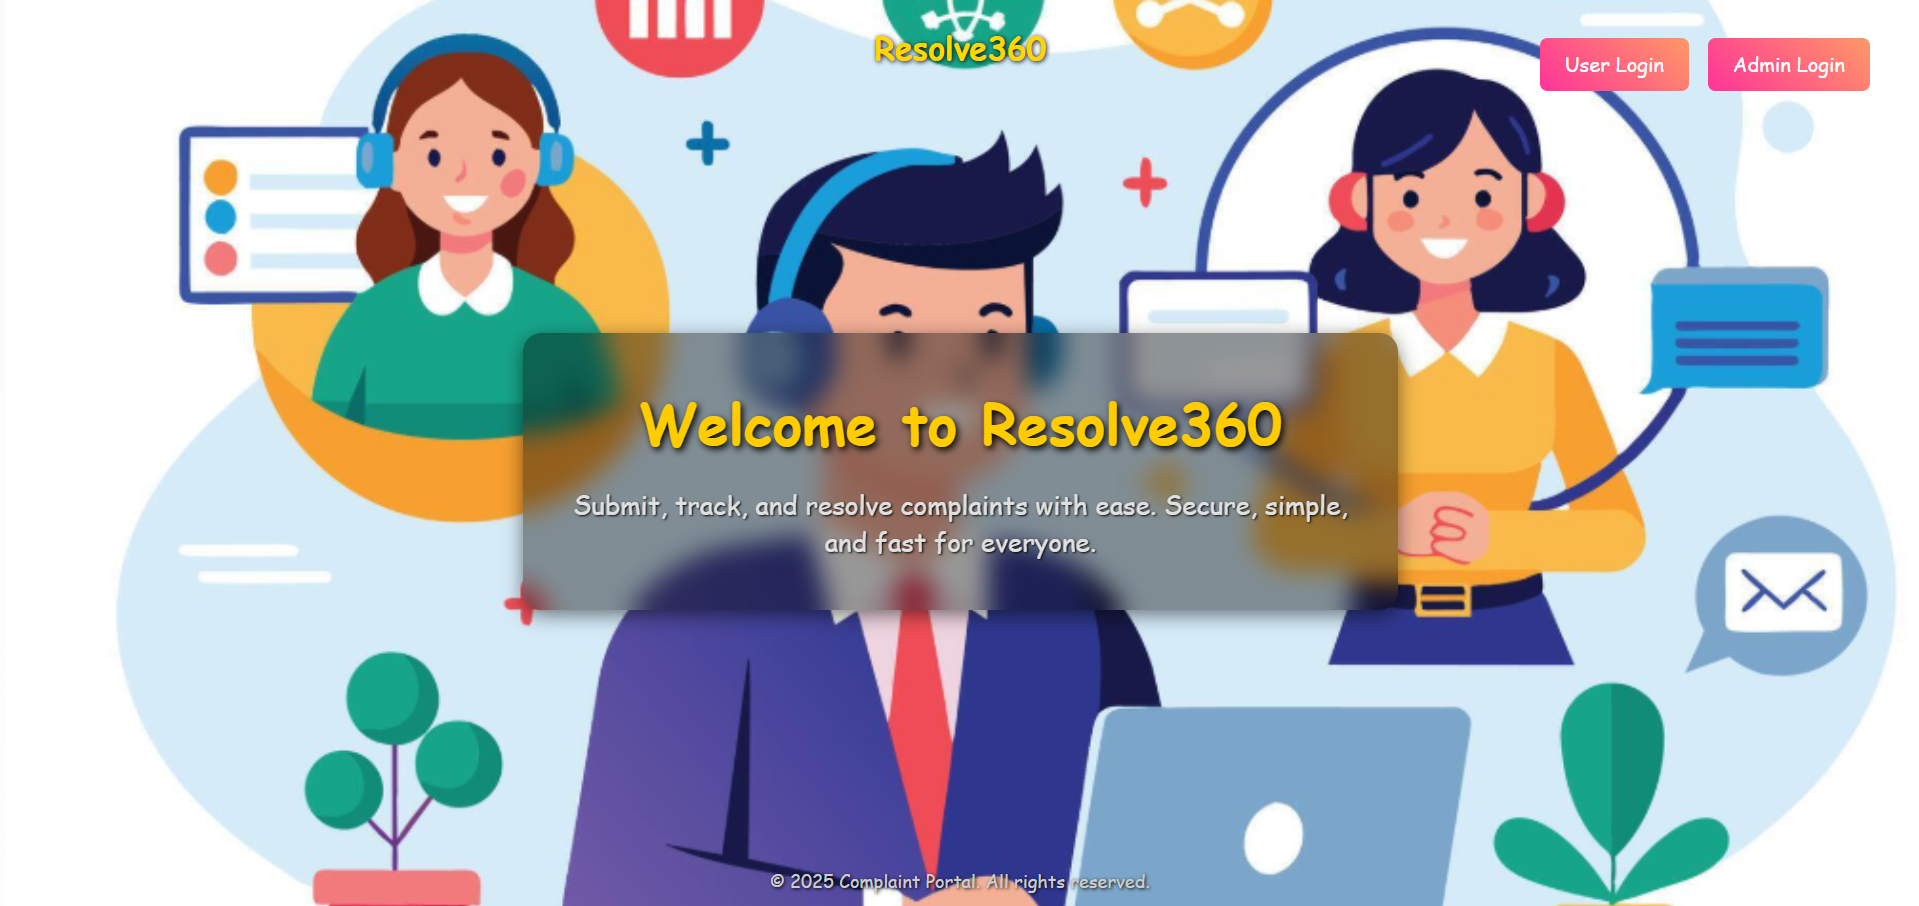 Resolve360
User Login
Admin Login
Welcome to Resolve360
Submit, track, and resolve complaints with ease. Secure, simple,
and fast for everyone.
© 2025 Complaint Portal. All rights reserved.